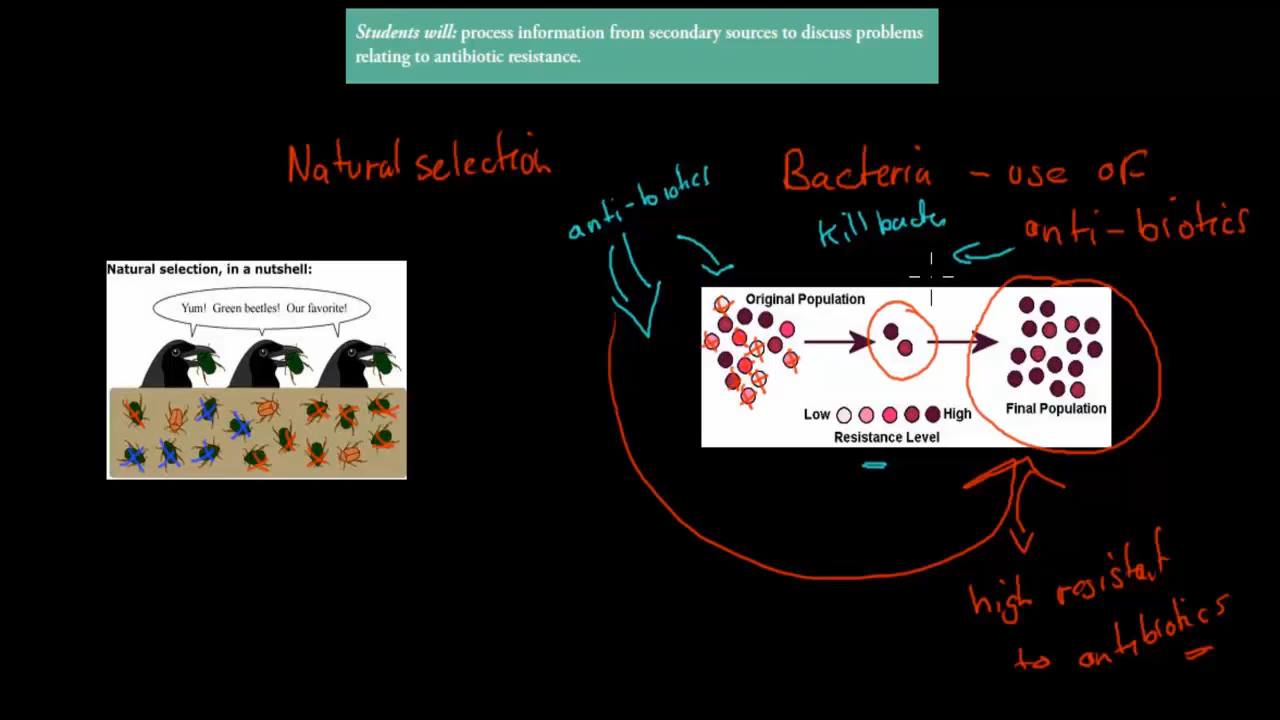 Students will: process information from secondary sources to discuss problems
relating to antibiotic resistance.
Natural selection
anti-biotics
Bacteria - use of
anti-biotics
kill bacte
Natural selection, in a nutshell:
Yum! Green beetles! Our favorite!
Original Population
Final Population
Low
High
Resistance Level
high resistant
to antibiotics